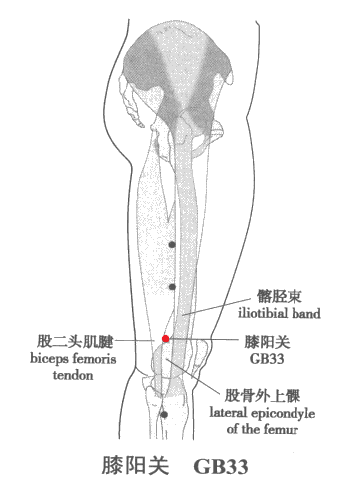 髂胫束
iliotibial band
股二头肌腱
biceps femoris
tendon
膝阳关
GB33
股骨外上髁
lateral epicondyle
of the femur
膝阳关 GB33